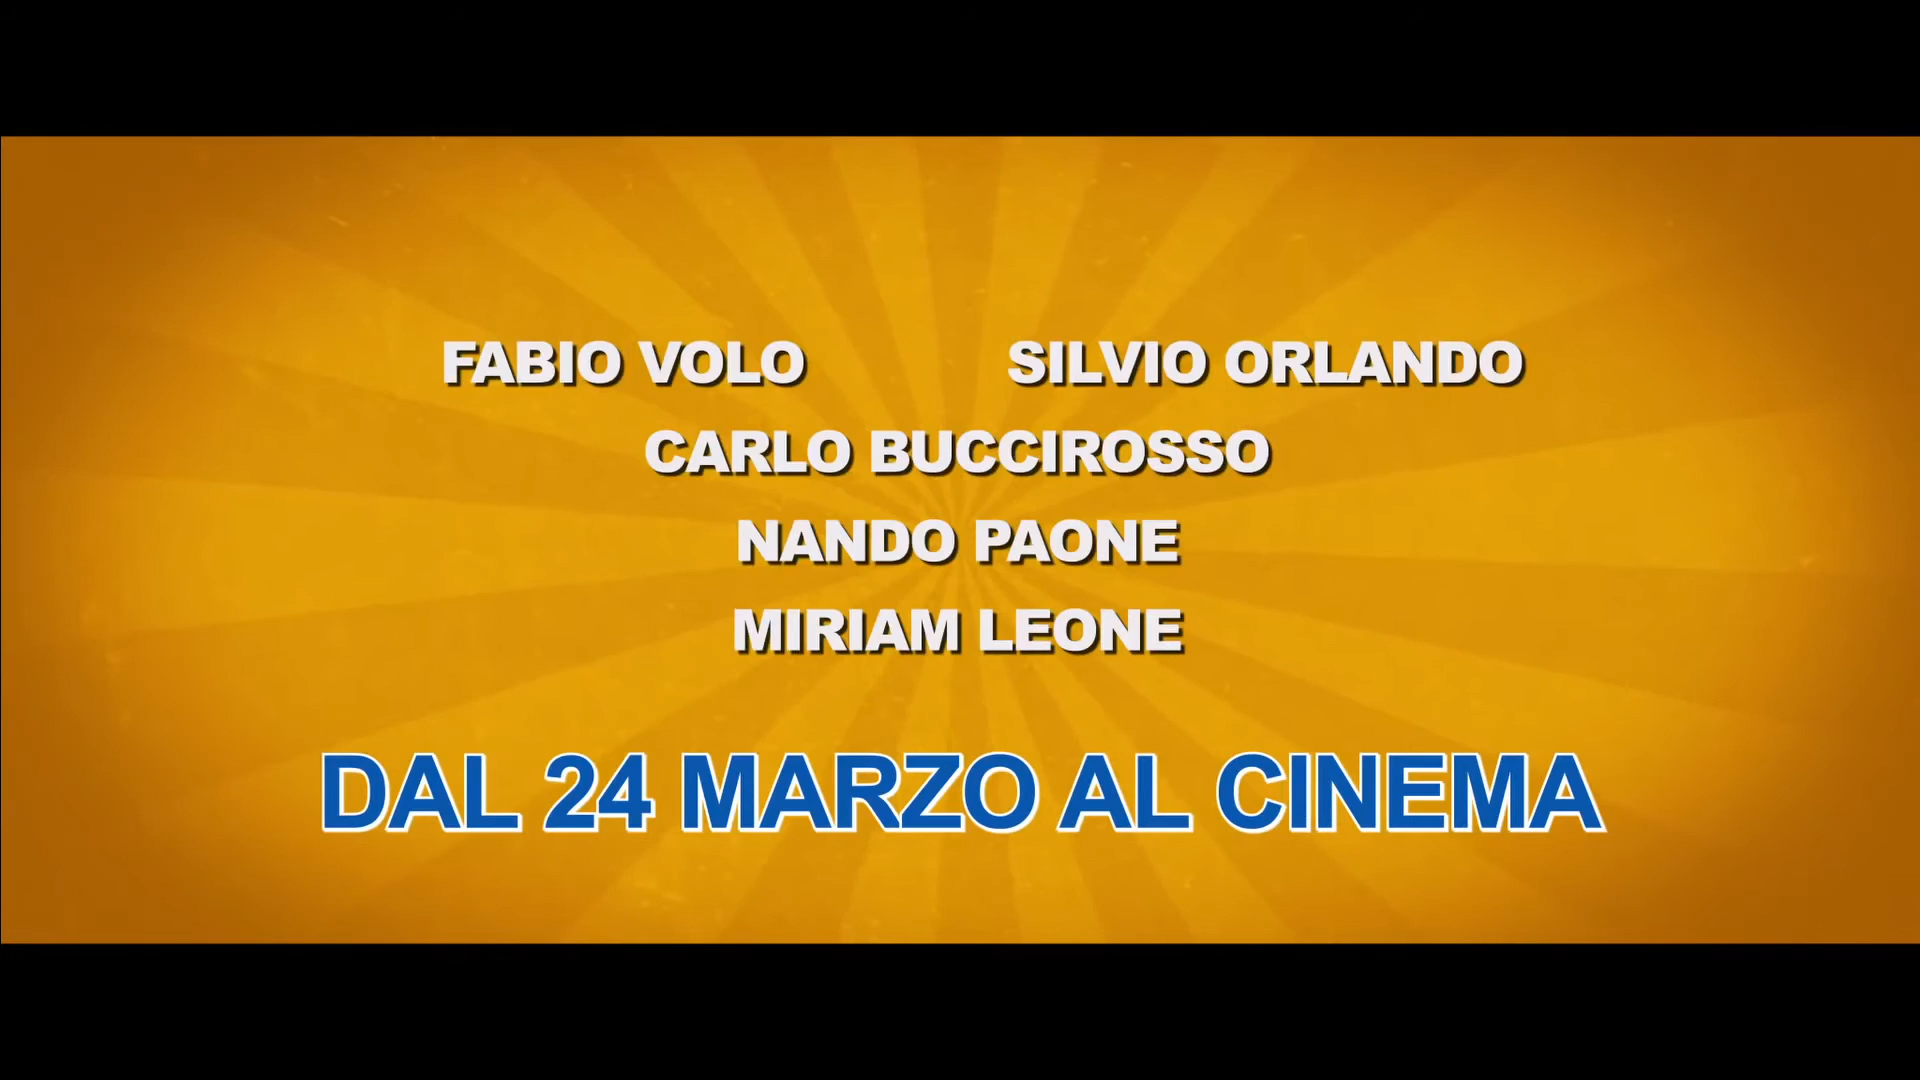 FABIO VOLO SILVIO ORLANDO
CARLO BUCCIROSSO
NANDO PAONE
MIRIAM LEONE
DAL 24 MARZO AL CINEMA